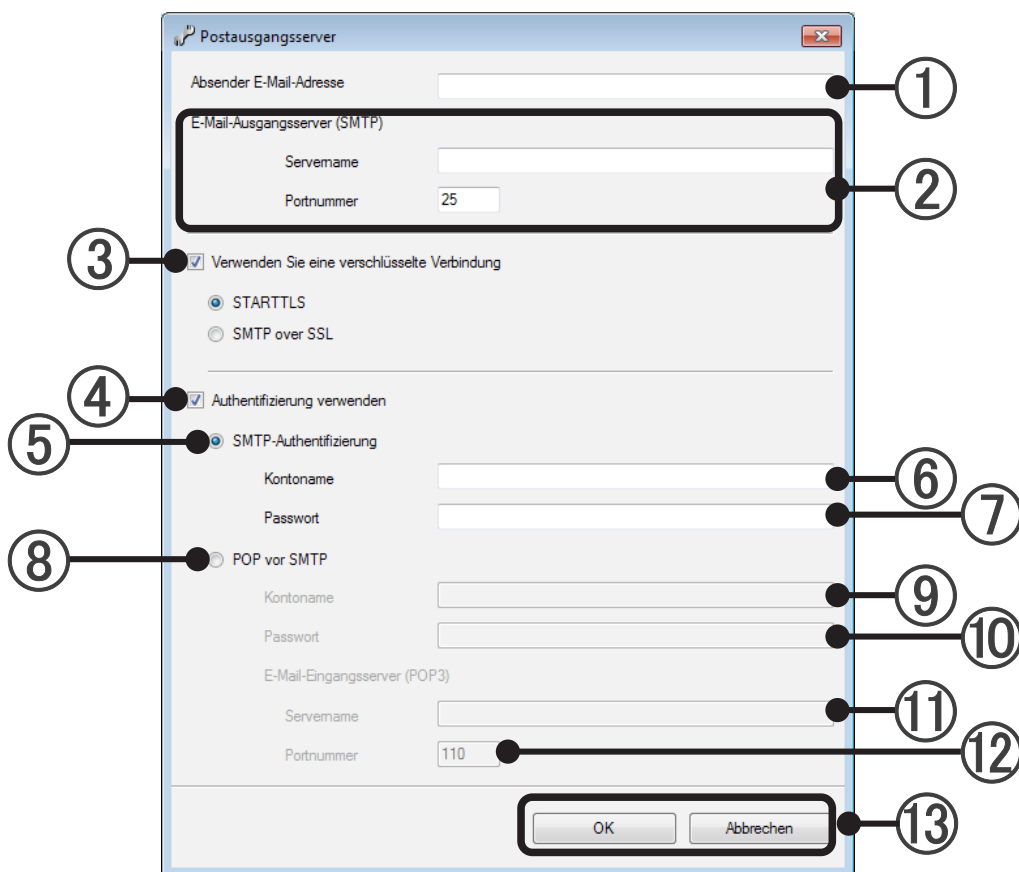 Postausgangsserver
Absender E-Mail-Adresse
①
E-Mail-Ausgangsserver (SMTP)
Servername
②
Portnummer 25
③ Verwenden Sie eine verschlüsselte Verbindung
STARTTLS
SMTP over SSL
④ Authentifizierung verwenden
⑤ SMTP-Authentifizierung
Kontoname ⑥
Passwort ⑦
⑧ POP vor SMTP
Kontoname ⑨
Passwort ⑩
E-Mail-Eingangsserver (POP3)
Servername ⑪
Portnummer 110 ⑫
OK Abbrechen ⑬